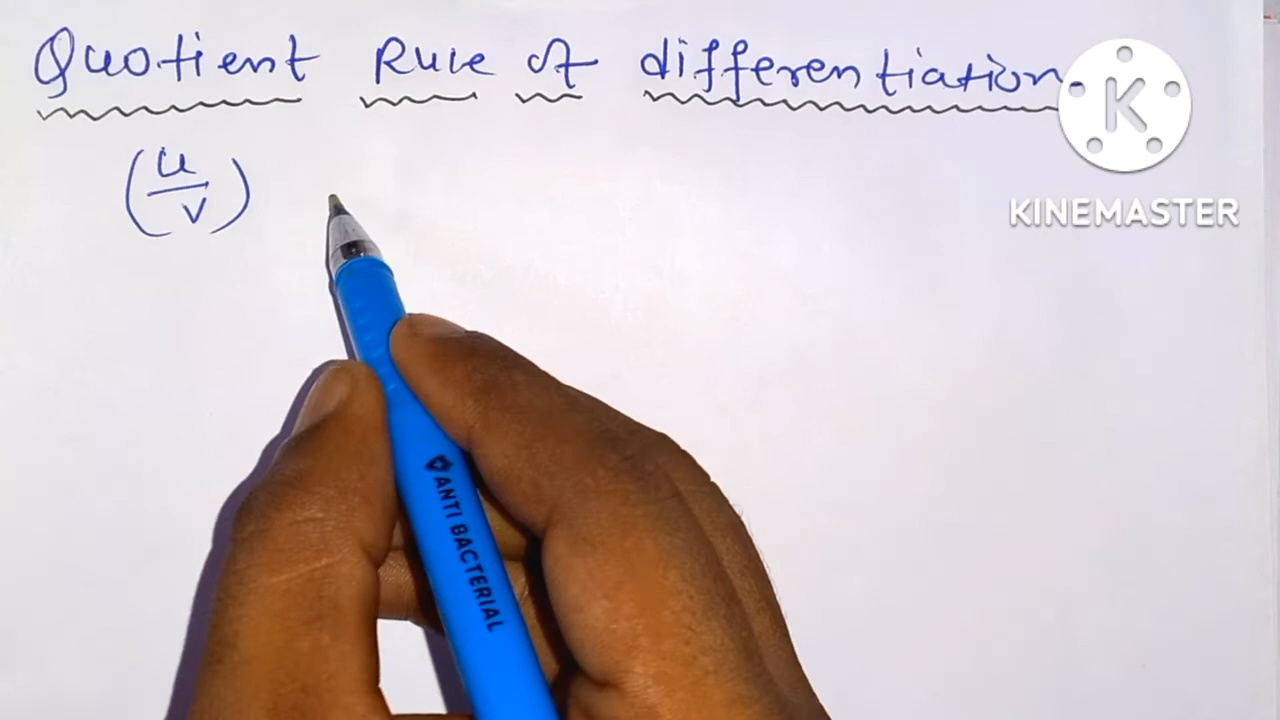 Quotient Rule of differentiation.
K
KINEMASTER
(u/v)
ANTI BACTERIAL